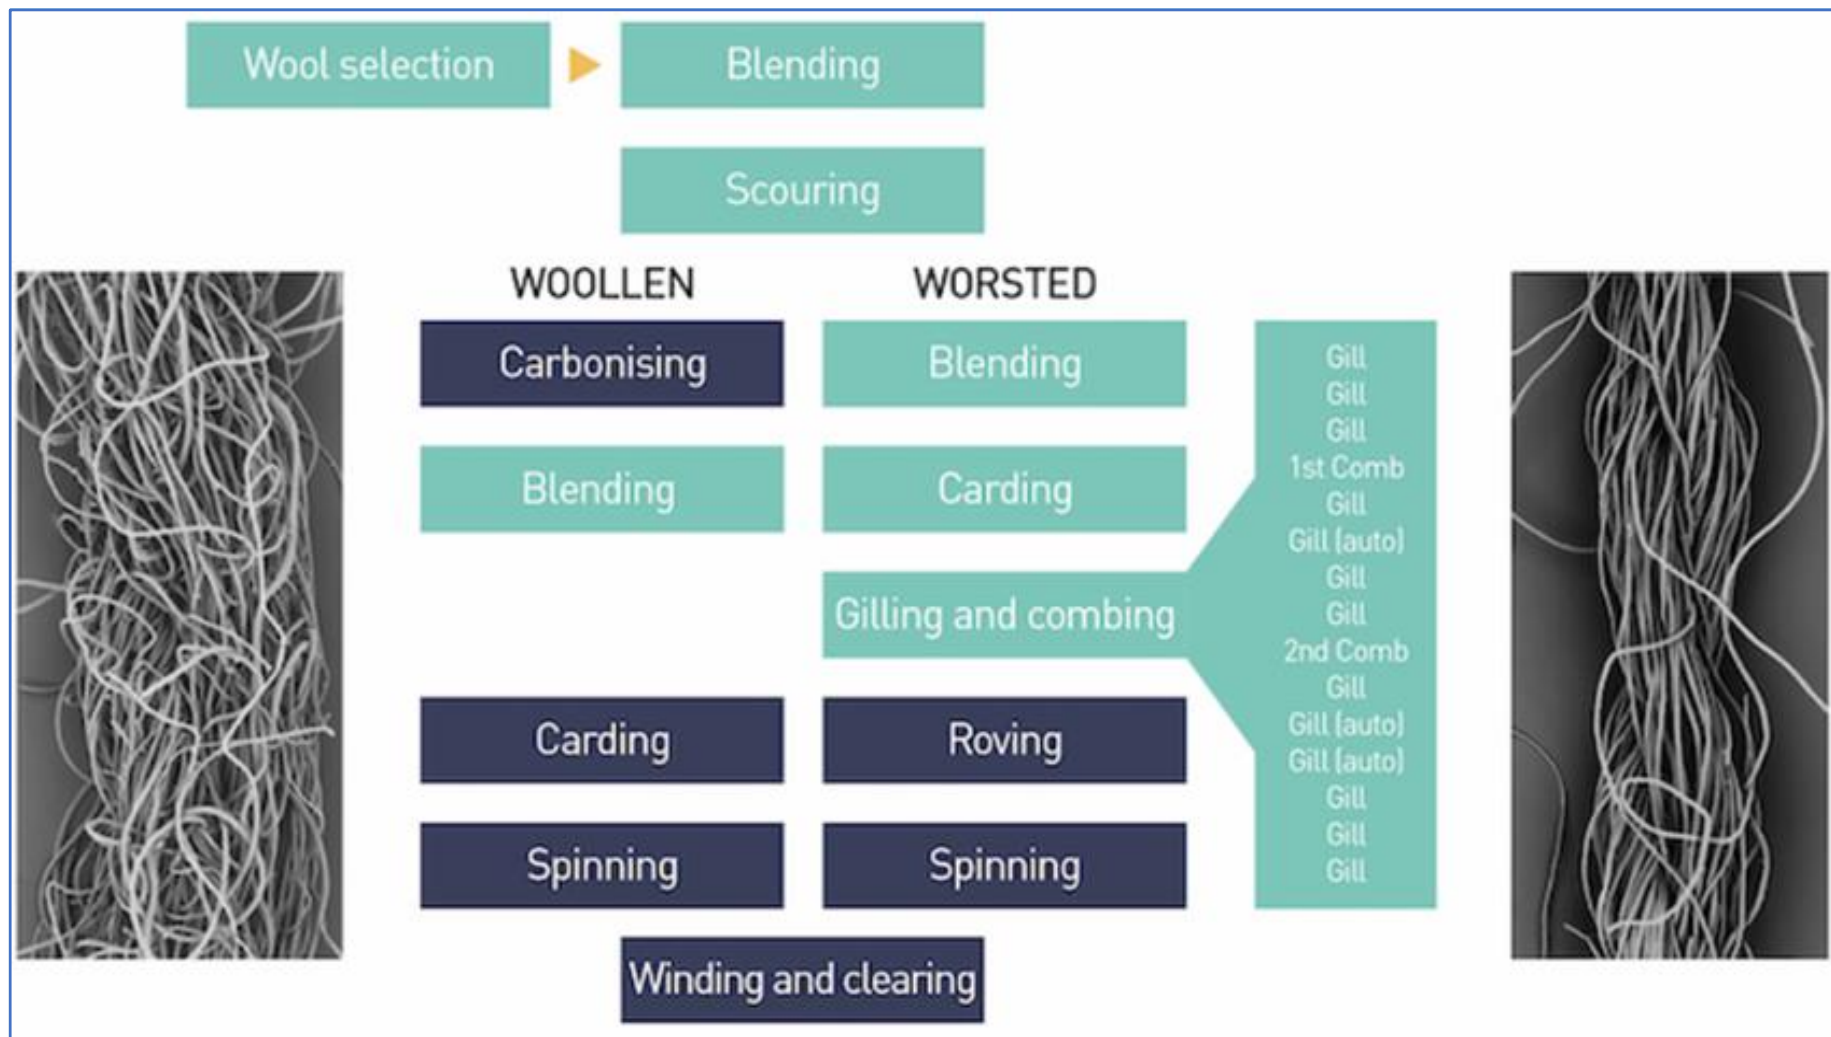 Wool selection
Blending
Scouring
WOOLLEN
WORSTED
Carbonising
Blending
Blending
Carding
Gilling and combing
Carding
Roving
Spinning
Spinning
Winding and clearing
Gill
Gill
Gill
1st Comb
Gill
Gill (auto)
Gill
Gill
2nd Comb
Gill
Gill (auto)
Gill (auto)
Gill
Gill
Gill